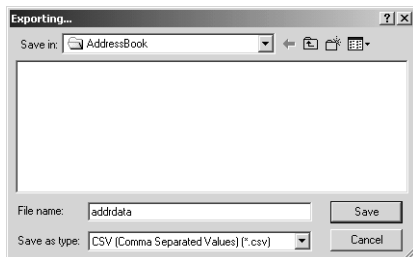 Exporting...
Save in: AddressBook
File name: addrdata Save
Save as type: CSV (Comma Separated Values) (*.csv) Cancel